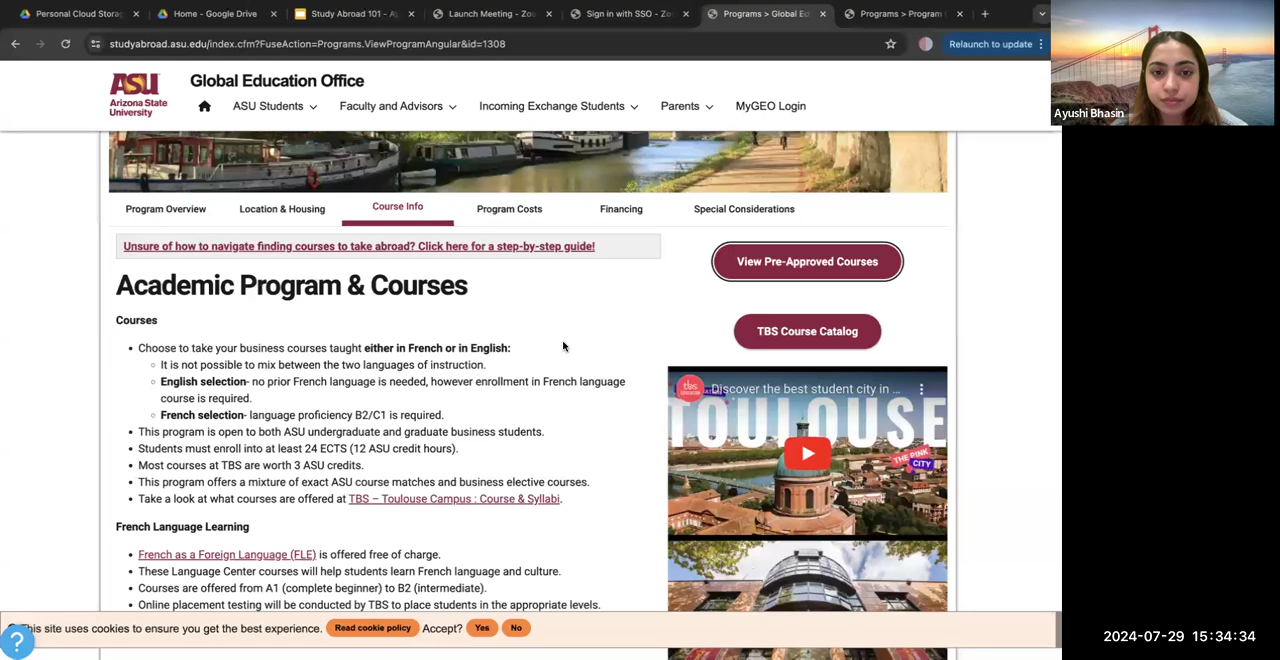 Personal Cloud Storag
Home - Google Drive
Study Abroad 101 - Ay
Launch Meeting - Zoo
Sign in with SSO - Zo
Programs > Global Ed
Programs > Program
studyabroad.asu.edu/index.cfm?FuseAction=Programs.ViewProgramAngular&id=1308
Relaunch to update
ASU
Arizona State
University
Global Education Office
ASU Students
Faculty and Advisors
Incoming Exchange Students
Parents
MyGEO Login
Ayushi Bhasin
Program Overview
Location & Housing
Course Info
Program Costs
Financing
Special Considerations
Unsure of how to navigate finding courses to take abroad? Click here for a step-by-step guide!
View Pre-Approved Courses
Academic Program & Courses
Courses
TBS Course Catalog
• Choose to take your business courses taught either in French or in English:
It is not possible to mix between the two languages of instruction.
English selection- no prior French language is needed, however enrollment in French language
course is required.
French selection- language proficiency B2/C1 is required.
• This program is open to both ASU undergraduate and graduate business students.
• Students must enroll into at least 24 ECTS (12 ASU credit hours).
• Most courses at TBS are worth 3 ASU credits.
• This program offers a mixture of exact ASU course matches and business elective courses.
• Take a look at what courses are offered at TBS – Toulouse Campus : Course & Syllabi.
tbs
Discover the best student city in ...
TOULOUSE
THE PINK
CITY
French Language Learning
• French as a Foreign Language (FLE) is offered free of charge.
• These Language Center courses will help students learn French language and culture.
• Courses are offered from A1 (complete beginner) to B2 (intermediate).
• Online placement testing will be conducted by TBS to place students in the appropriate levels.
This site uses cookies to ensure you get the best experience.
Read cookie policy
Accept?
Yes
No
?
2024-07-29 15:34:34